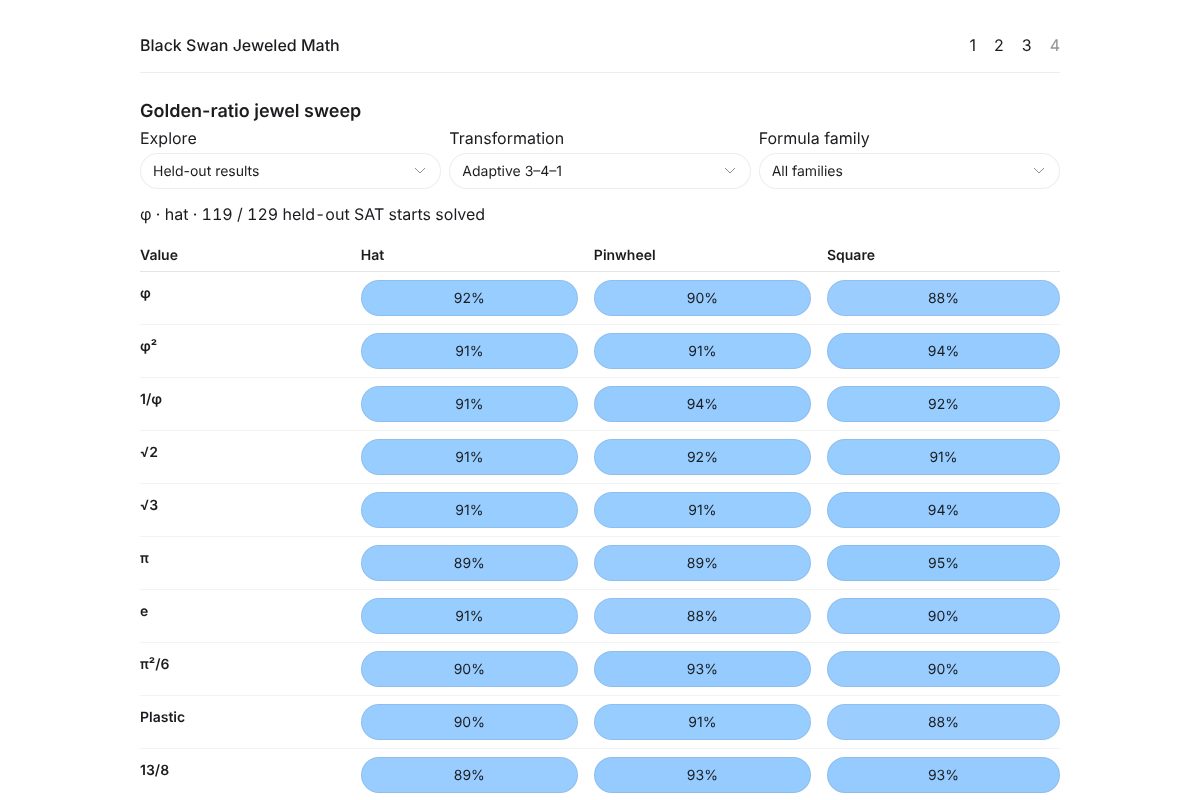 Black Swan Jeweled Math 1 2 3 4
Golden-ratio jewel sweep
Explore Transformation Formula family
Held-out results Adaptive 3–4–1 All families
φ · hat · 119 / 129 held-out SAT starts solved
Value Hat Pinwheel Square
φ 92% 90% 88%
φ² 91% 91% 94%
1/φ 91% 94% 92%
√2 91% 92% 91%
√3 91% 91% 94%
π 89% 89% 95%
e 91% 88% 90%
π²/6 90% 93% 90%
Plastic 90% 91% 88%
13/8 89% 93% 93%